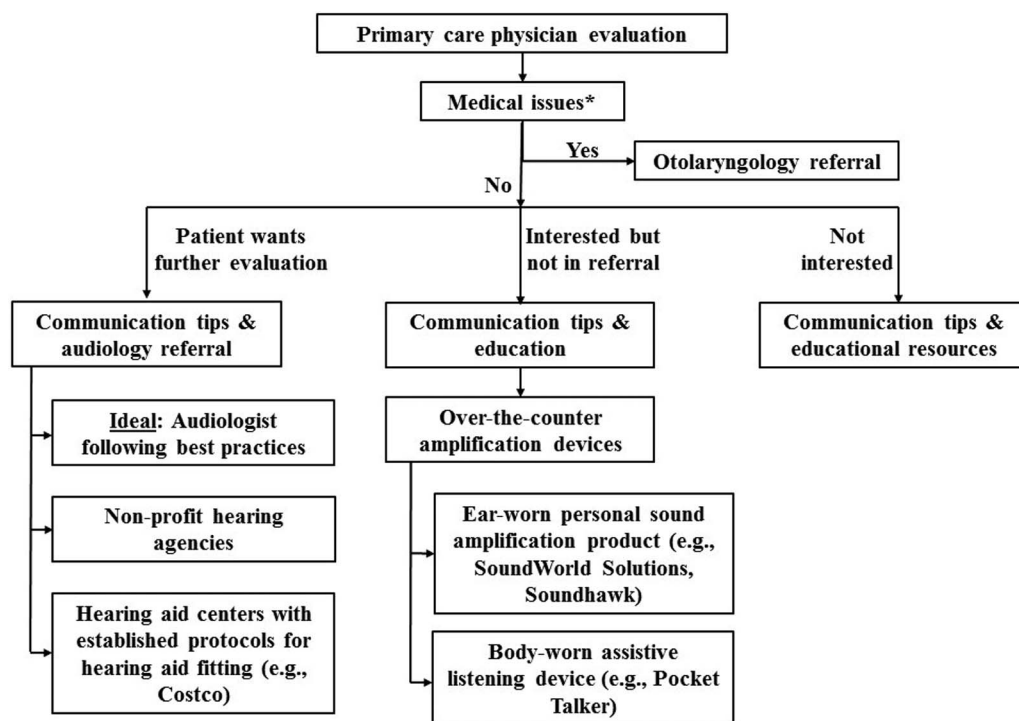 Primary care physician evaluation
Medical issues*
Yes
Otolaryngology referral
No
Patient wants
further evaluation
Interested but
not in referral
Not
interested
Communication tips &
audiology referral
Communication tips &
education
Communication tips &
educational resources
Ideal: Audiologist
following best practices
Non-profit hearing
agencies
Hearing aid centers with
established protocols for
hearing aid fitting (e.g.,
Costco)
Over-the-counter
amplification devices
Ear-worn personal sound
amplification product (e.g.,
SoundWorld Solutions,
Soundhawk)
Body-worn assistive
listening device (e.g., Pocket
Talker)